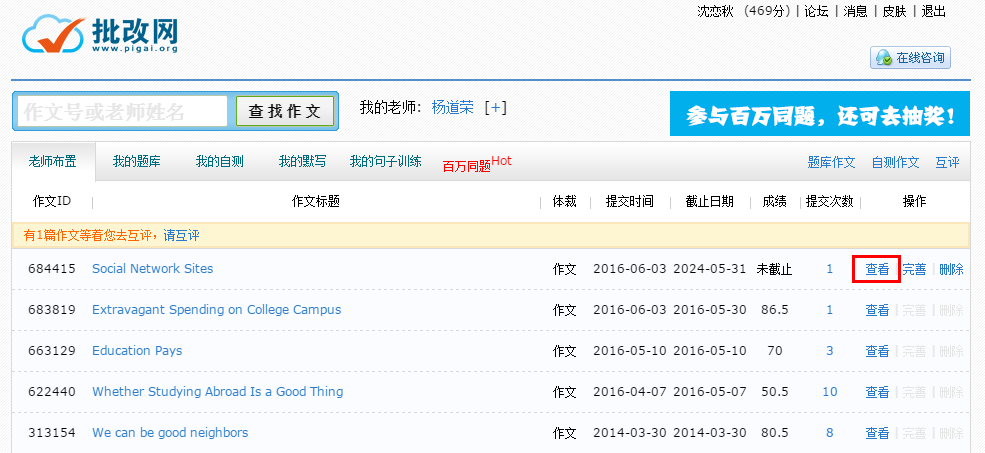 沈恋秋 (469分) | 论坛 | 消息 | 皮肤 | 退出
批改网
www.pigai.org
在线咨询
作文号或老师姓名 查找作文 我的老师: 杨道荣 [+] 参与百万同题，还可去抽奖！
老师布置 我的题库 我的自测 我的默写 我的句子训练 百万同题Hot 题库作文 自测作文 互评
作文ID 作文标题 体裁 提交时间 截止日期 成绩 提交次数 操作
有1篇作文等着您去互评，请互评
684415 Social Network Sites 作文 2016-06-03 2024-05-31 未截止 1 查看 | 完善 | 删除
683819 Extravagant Spending on College Campus 作文 2016-06-03 2016-05-30 86.5 1 查看 | 完善 | 删除
663129 Education Pays 作文 2016-05-10 2016-05-10 70 3 查看 | 完善 | 删除
622440 Whether Studying Abroad Is a Good Thing 作文 2016-04-07 2016-05-07 50.5 10 查看 | 完善 | 删除
313154 We can be good neighbors 作文 2014-03-30 2014-03-30 80.5 8 查看 | 完善 | 删除